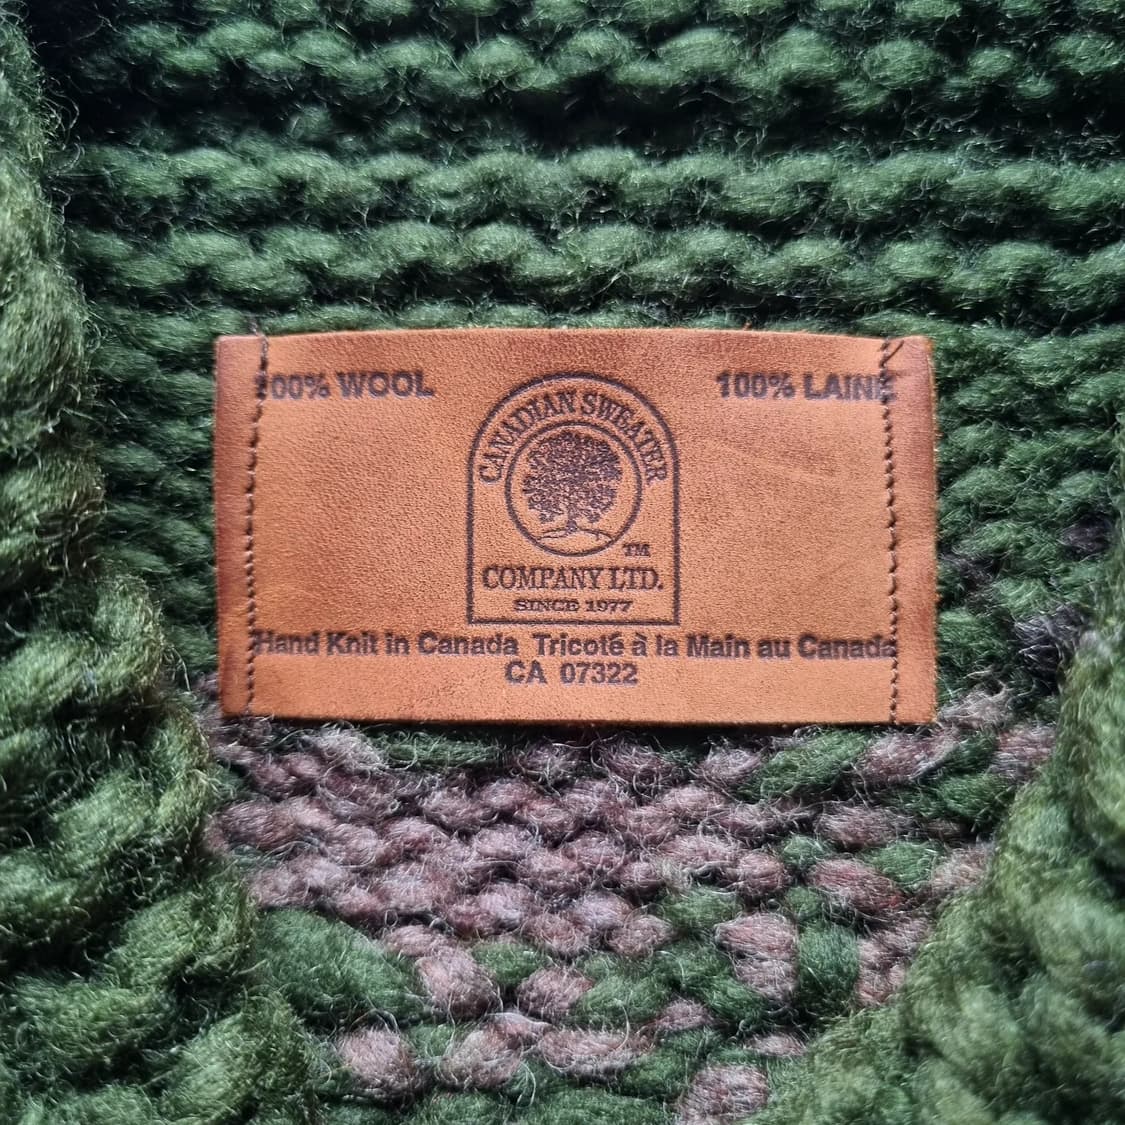 100% WOOL 100% LAINE
CANADIAN SWEATER
TM
COMPANY LTD.
SINCE 1977
Hand Knit in Canada Tricoté à la Main au Canada
CA 07322